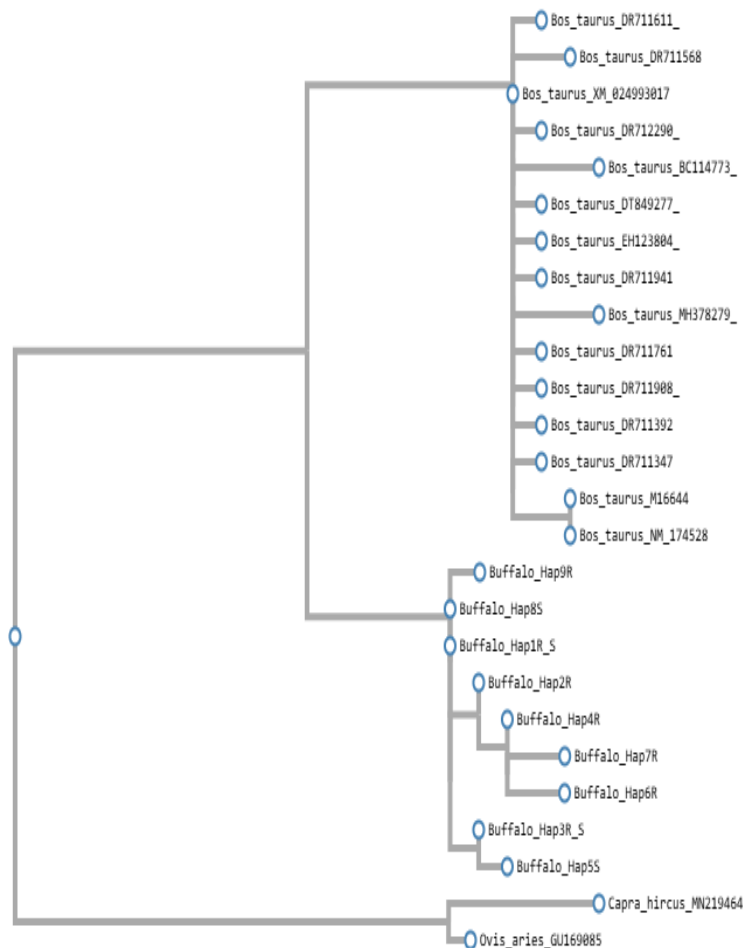 Bos_taurus_DR711611_
Bos_taurus_DR711568
Bos_taurus_XM_024993017
Bos_taurus_DR712290_
Bos_taurus_BC114773_
Bos_taurus_DT849277_
Bos_taurus_EH123804_
Bos_taurus_DR711941
Bos_taurus_MH378279_
Bos_taurus_DR711761
Bos_taurus_DR711908_
Bos_taurus_DR711392
Bos_taurus_DR711347
Bos_taurus_M16644
Bos_taurus_NM_174528
Buffalo_Hap9R
Buffalo_Hap8S
Buffalo_Hap1R_S
Buffalo_Hap2R
Buffalo_Hap4R
Buffalo_Hap7R
Buffalo_Hap6R
Buffalo_Hap3R_S
Buffalo_Hap5S
Capra_hircus_MN219464
Ovis_aries_GU169085